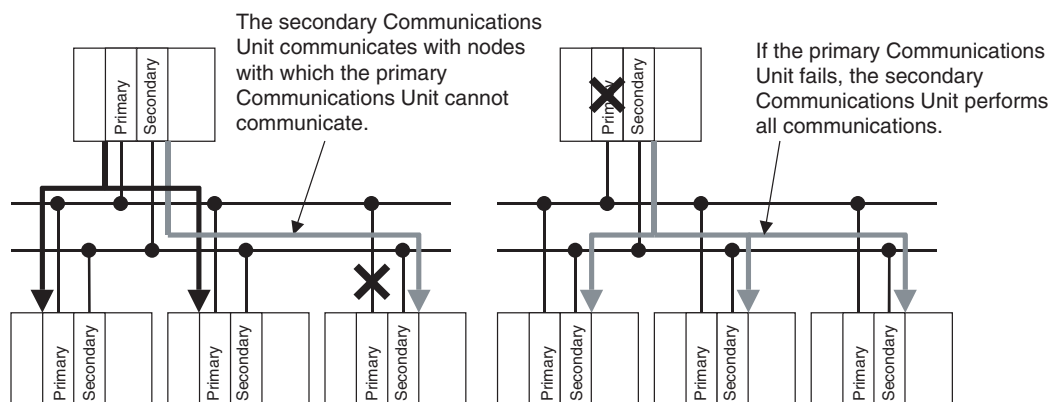 The secondary Communications
Unit communicates with nodes
with which the primary
Communications Unit cannot
communicate.
If the primary Communications
Unit fails, the secondary
Communications Unit performs
all communications.
Primary
Secondary
Primary
Secondary
Primary
Secondary
Primary
Secondary
Primary
Secondary
Primary
Secondary
Primary
Secondary
Primary
Secondary